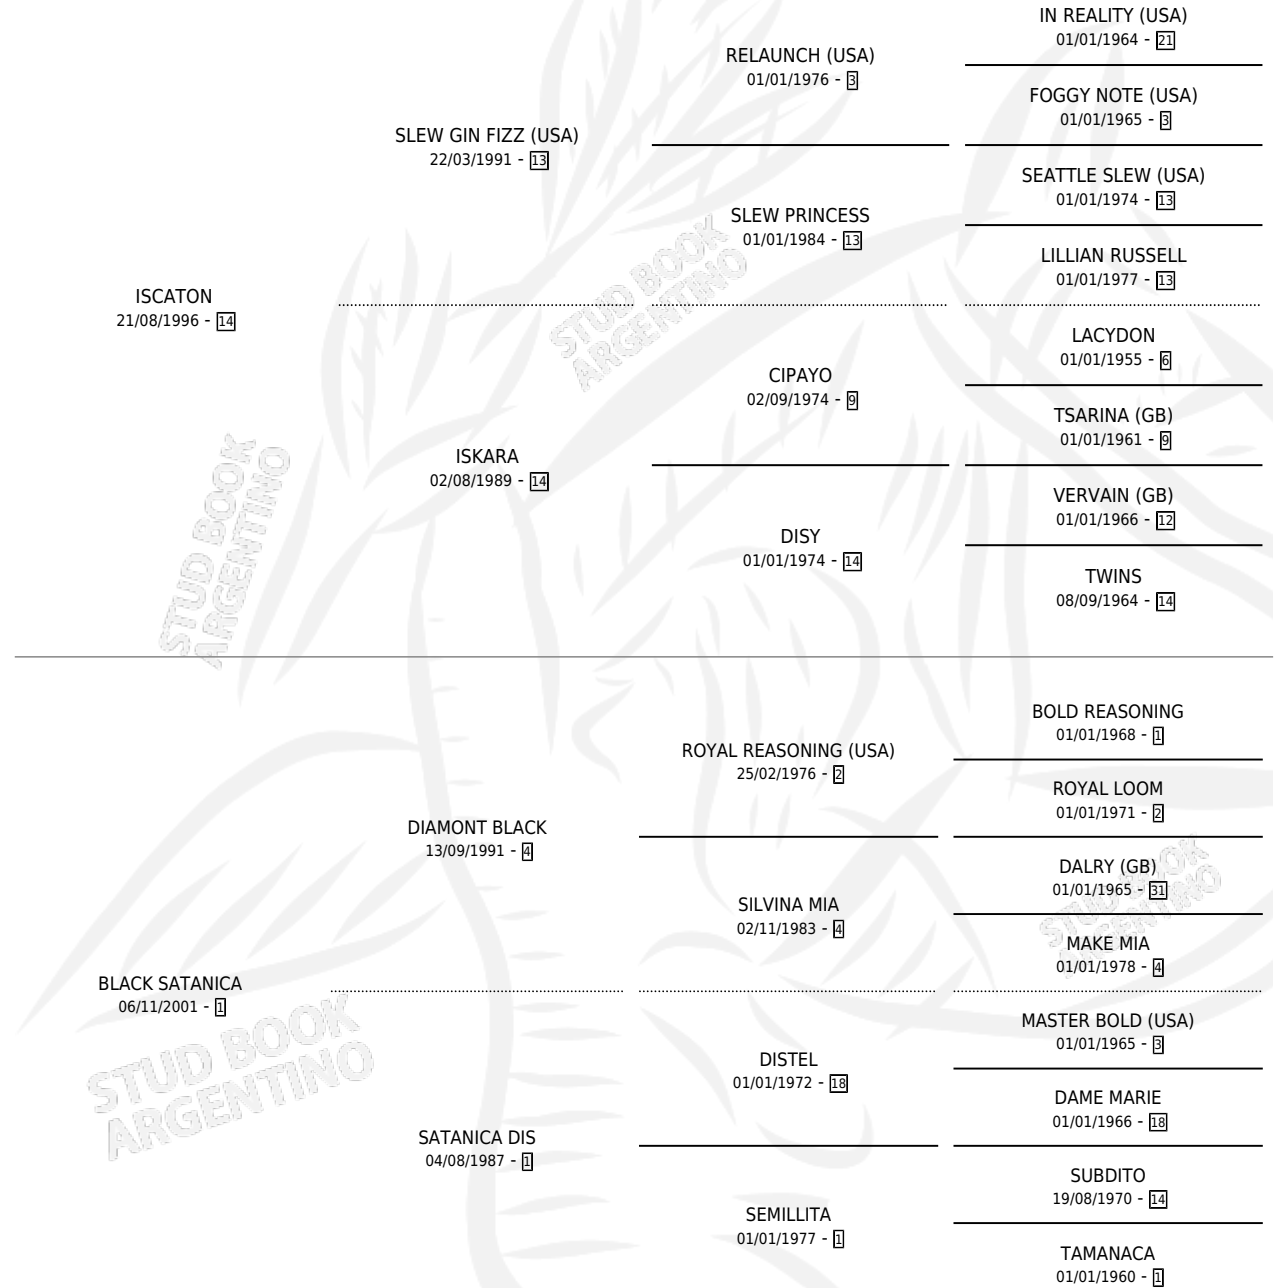 IN REALITY (USA)
01/01/1964 - 21
RELAUNCH (USA)
01/01/1976 - 3
FOGGY NOTE (USA)
01/01/1965 - 3
SLEW GIN FIZZ (USA)
22/03/1991 - 13
SEATTLE SLEW (USA)
01/01/1974 - 13
SLEW PRINCESS
01/01/1984 - 13
LILLIAN RUSSELL
01/01/1977 - 13
ISCATON
21/08/1996 - 14
STUD BOOK
ARGENTINO
LACYDON
01/01/1955 - 6
CIPAYO
02/09/1974 - 9
TSARINA (GB)
01/01/1961 - 9
ISKARA
02/08/1989 - 14
VERVAIN (GB)
01/01/1966 - 12
DISY
01/01/1974 - 14
TWINS
08/09/1964 - 14
STUD BOOK
ARGENTINO
BOLD REASONING
01/01/1968 - 1
ROYAL REASONING (USA)
25/02/1976 - 2
ROYAL LOOM
01/01/1971 - 2
DIAMONT BLACK
13/09/1991 - 4
DALRY (GB)
01/01/1965 - 31
SILVINA MIA
02/11/1983 - 4
STUD BOOK
ARGENTINO
MAKE MIA
01/01/1978 - 4
BLACK SATANICA
06/11/2001 - 1
MASTER BOLD (USA)
01/01/1965 - 3
DISTEL
01/01/1972 - 18
DAME MARIE
01/01/1966 - 18
STUD BOOK
ARGENTINO
SATANICA DIS
04/08/1987 - 1
SUBDITO
19/08/1970 - 14
SEMILLITA
01/01/1977 - 1
TAMANACA
01/01/1960 - 1